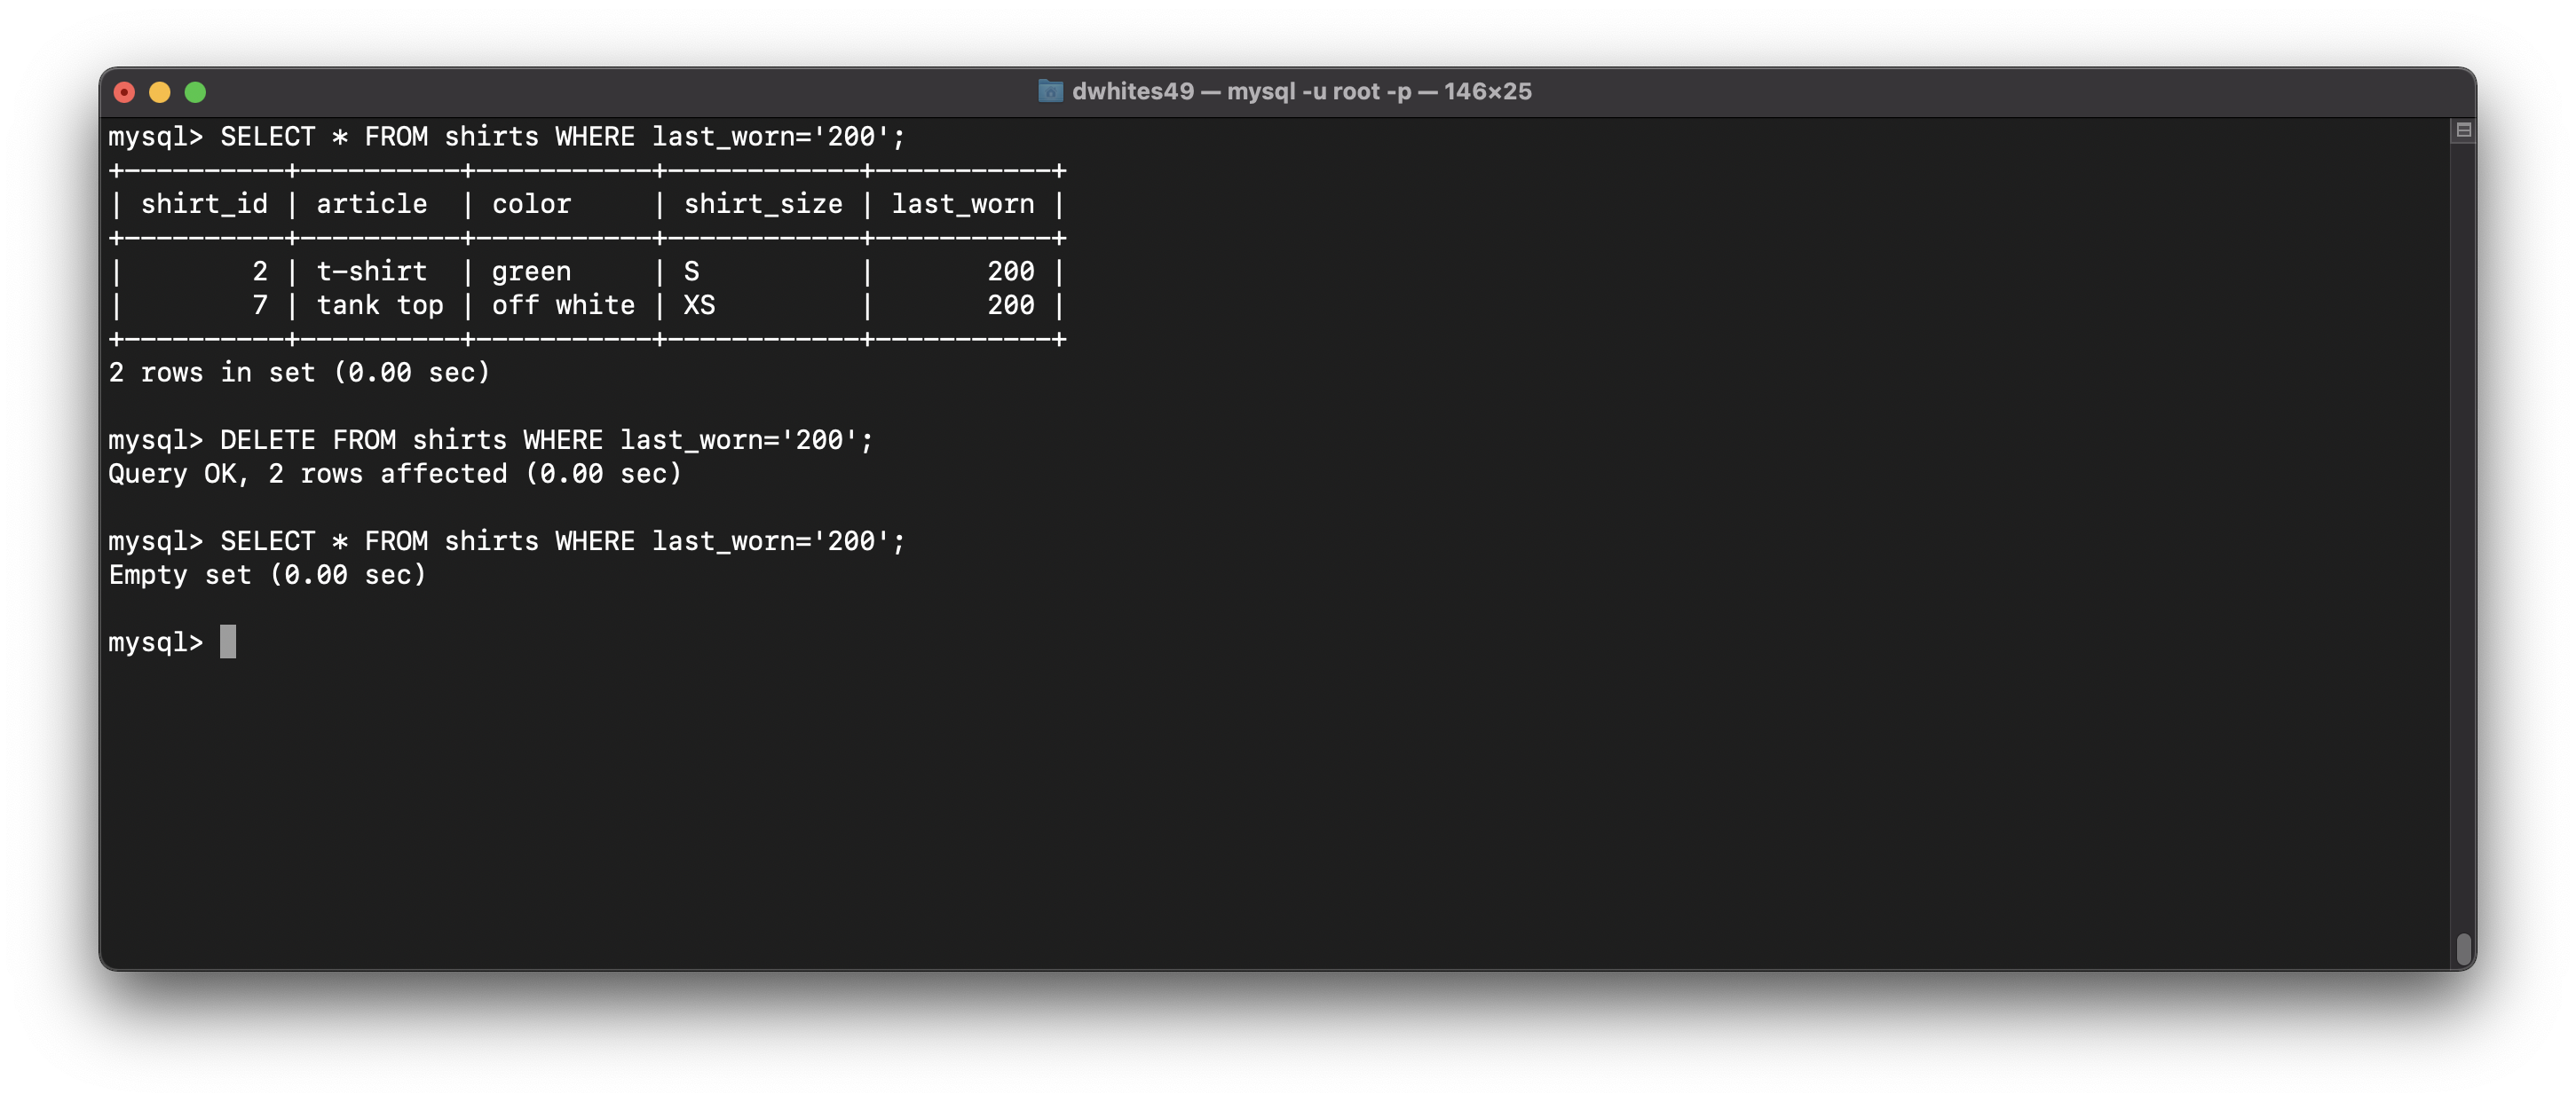 dwhites49 — mysql -u root -p — 146×25
mysql> SELECT * FROM shirts WHERE last_worn='200';
+----------+----------+-----------+------------+-----------+
| shirt_id | article  | color     | shirt_size | last_worn |
+----------+----------+-----------+------------+-----------+
|        2 | t-shirt  | green     | S          |       200 |
|        7 | tank top | off white | XS         |       200 |
+----------+----------+-----------+------------+-----------+
2 rows in set (0.00 sec)
mysql> DELETE FROM shirts WHERE last_worn='200';
Query OK, 2 rows affected (0.00 sec)
mysql> SELECT * FROM shirts WHERE last_worn='200';
Empty set (0.00 sec)
mysql>